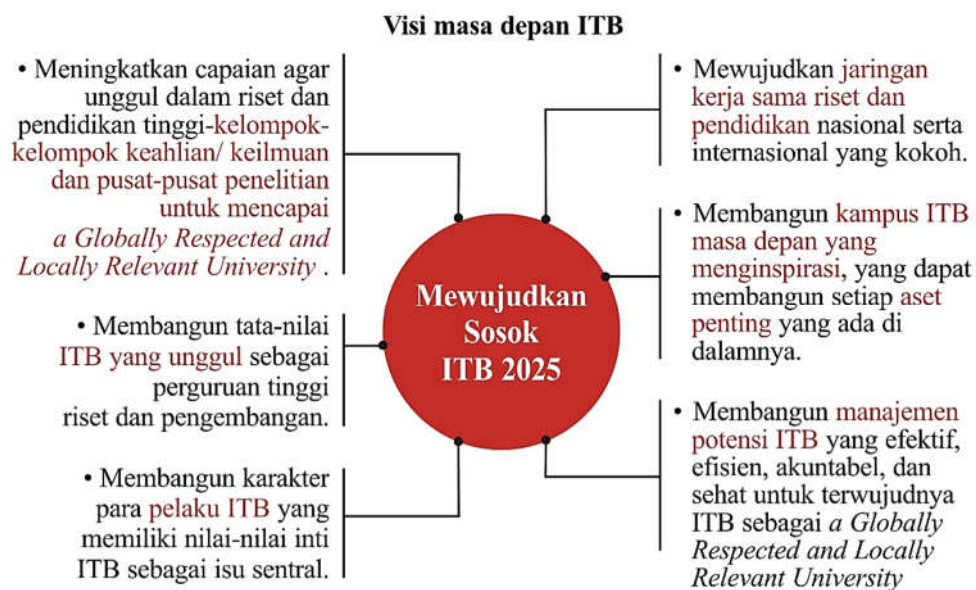 Visi masa depan ITB
• Meningkatkan capaian agar
unggul dalam riset dan
pendidikan tinggi-kelompok-
kelompok keahlian/ keilmuan
dan pusat-pusat penelitian
untuk mencapai
a Globally Respected and
Locally Relevant University .
• Membangun tata-nilai
ITB yang unggul sebagai
perguruan tinggi
riset dan pengembangan.
• Membangun karakter
para pelaku ITB yang
memiliki nilai-nilai inti
ITB sebagai isu sentral.
Mewujudkan
Sosok
ITB 2025
• Mewujudkan jaringan
kerja sama riset dan
pendidikan nasional serta
internasional yang kokoh.
• Membangun kampus ITB
masa depan yang
menginspirasi, yang dapat
membangun setiap aset
penting yang ada di
dalamnya.
• Membangun manajemen
potensi ITB yang efektif,
efisien, akuntabel, dan
sehat untuk terwujudnya
ITB sebagai a Globally
Respected and Locally
Relevant University